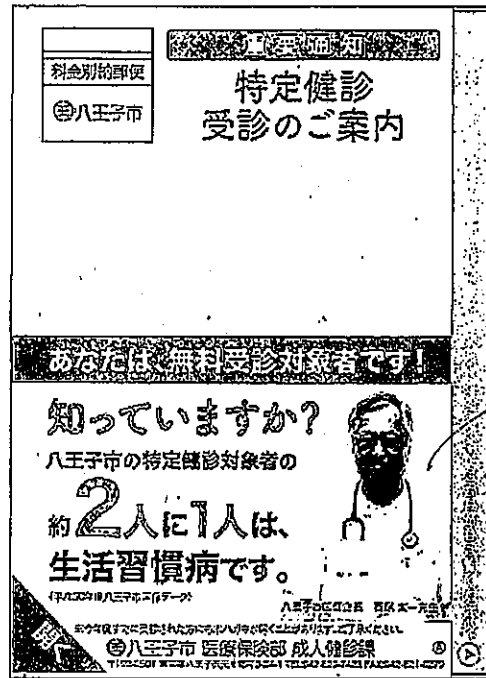 料金別納郵便
八王子市
重要通知
特定健診
受診のご案内
あなたは、無料受診対象者です!
知っていますか?
八王子市の特定健診対象者の
約2人に1人は、
生活習慣病です。
八王子市 医療保険部 成人健診課